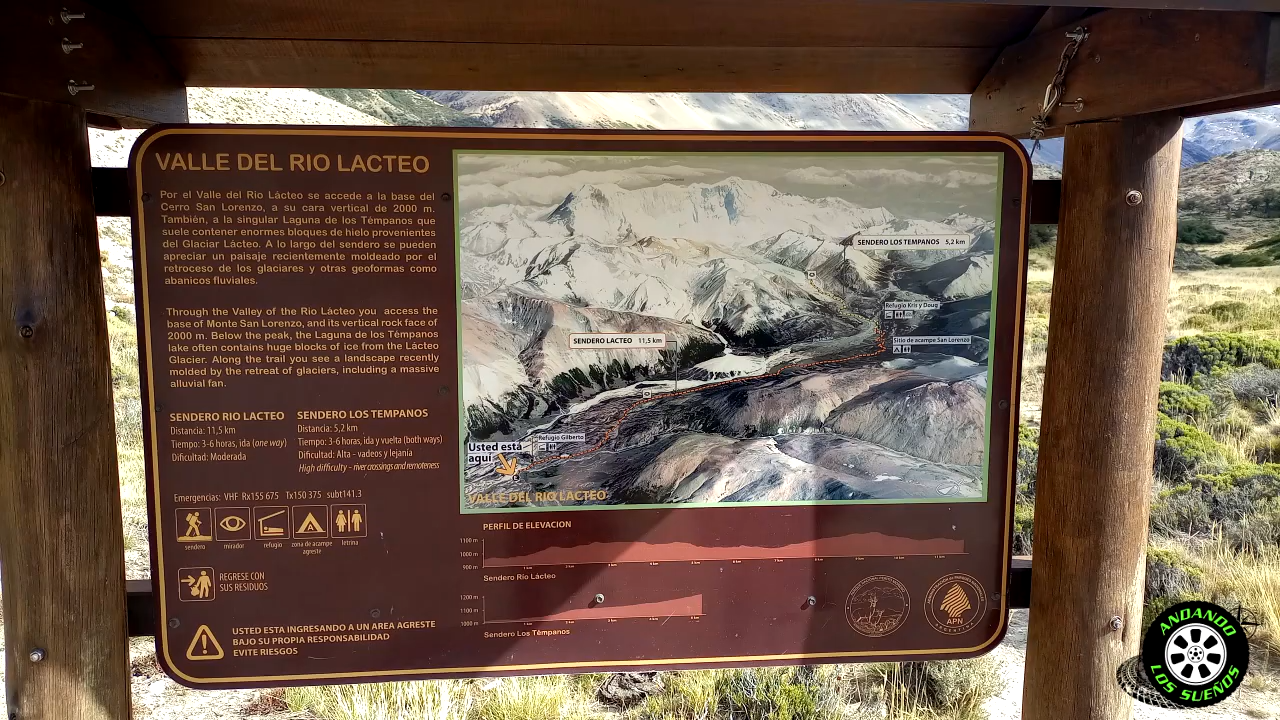 VALLE DEL RIO LACTEO
Por el Valle del Río Lácteo se accede a la base del
Cerro San Lorenzo, a su cara vertical de 2000 m.
También, a la singular Laguna de los Témpanos que
suele contener enormes bloques de hielo provenientes
del Glaciar Lácteo. A lo largo del sendero se pueden
apreciar un paisaje recientemente moldeado por el
retroceso de los glaciares y otras geoformas como
abanicos fluviales.
Through the Valley of the Río Lácteo you access the
base of Monte San Lorenzo, and its vertical rock face of
2000 m. Below the peak, the Laguna de los Témpanos
lake often contains huge blocks of ice from the Lácteo
Glacier. Along the trail you see a landscape recently
molded by the retreat of glaciers, including a massive
alluvial fan.
SENDERO RIO LACTEO
Distancia: 11,5 km
Tiempo: 3-6 horas, ida (one way)
Dificultad: Moderada
SENDERO LOS TEMPANOS
Distancia: 5,2 km
Tiempo: 3-6 horas, ida y vuelta (both ways)
Dificultad: Alta - vadeos y lejanía
High difficulty - river crossings and remoteness
Emergencias: VHF Rx155 675 Tx150 375 subt141.3
sendero
mirador
refugio
zona de acampe
agreste
letrina
REGRESE CON
SUS RESIDUOS
USTED ESTA INGRESANDO A UN AREA AGRESTE
BAJO SU PROPIA RESPONSABILIDAD
EVITE RIESGOS
SENDERO LOS TEMPANOS 5,2 km
Refugio Kris y Doug
SENDERO LACTEO 11,5 km
Sitio de acampe San Lorenzo
Refugio Gilberto
Usted está
aquí
VALLE DEL RIO LACTEO
PERFIL DE ELEVACION
1100 m
1000 m
900 m
Sendero Río Lácteo
1200 m
1100 m
1000 m
Sendero Los Témpanos
APN
ARGENTINA
ANDANDO
LOS SUEÑOS